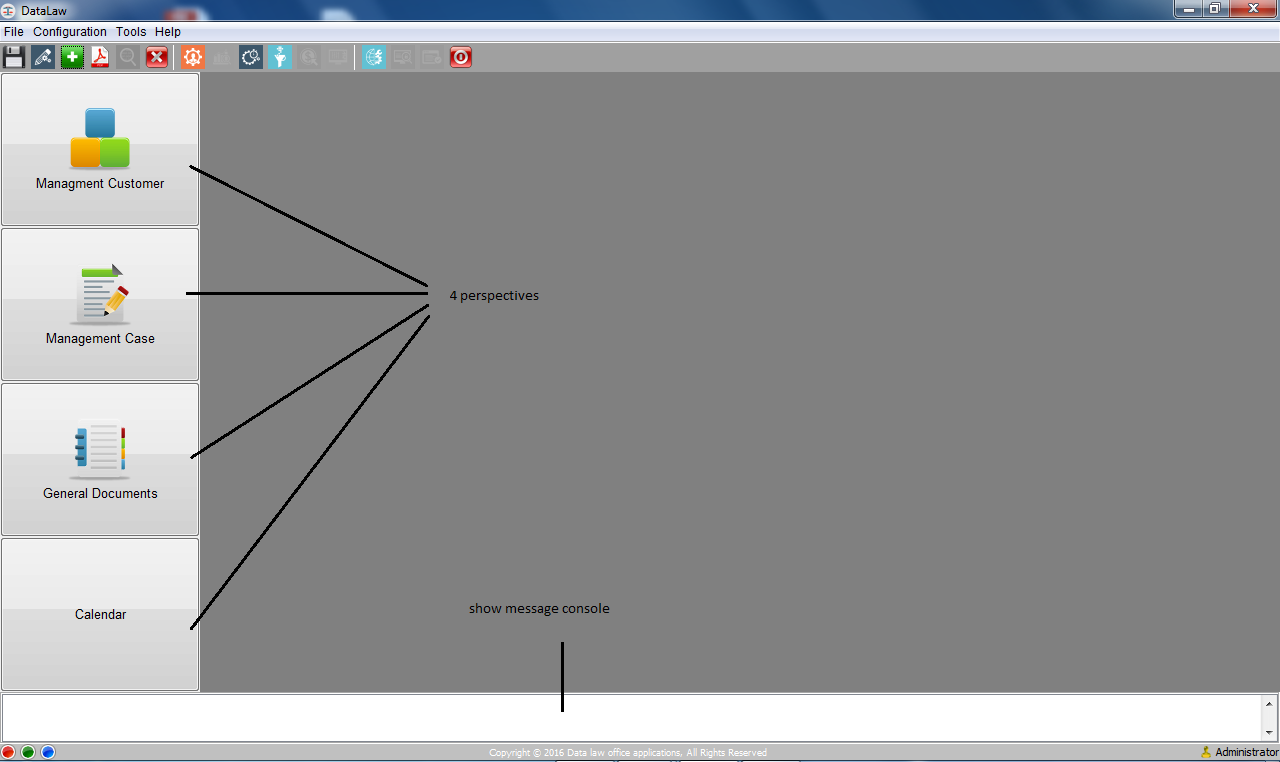 DataLaw
File Configuration Tools Help
Managment Customer
Management Case
4 perspectives
General Documents
Calendar
show message console
Copyright © 2016 Data law office applications, All Rights Reserved
Administrator